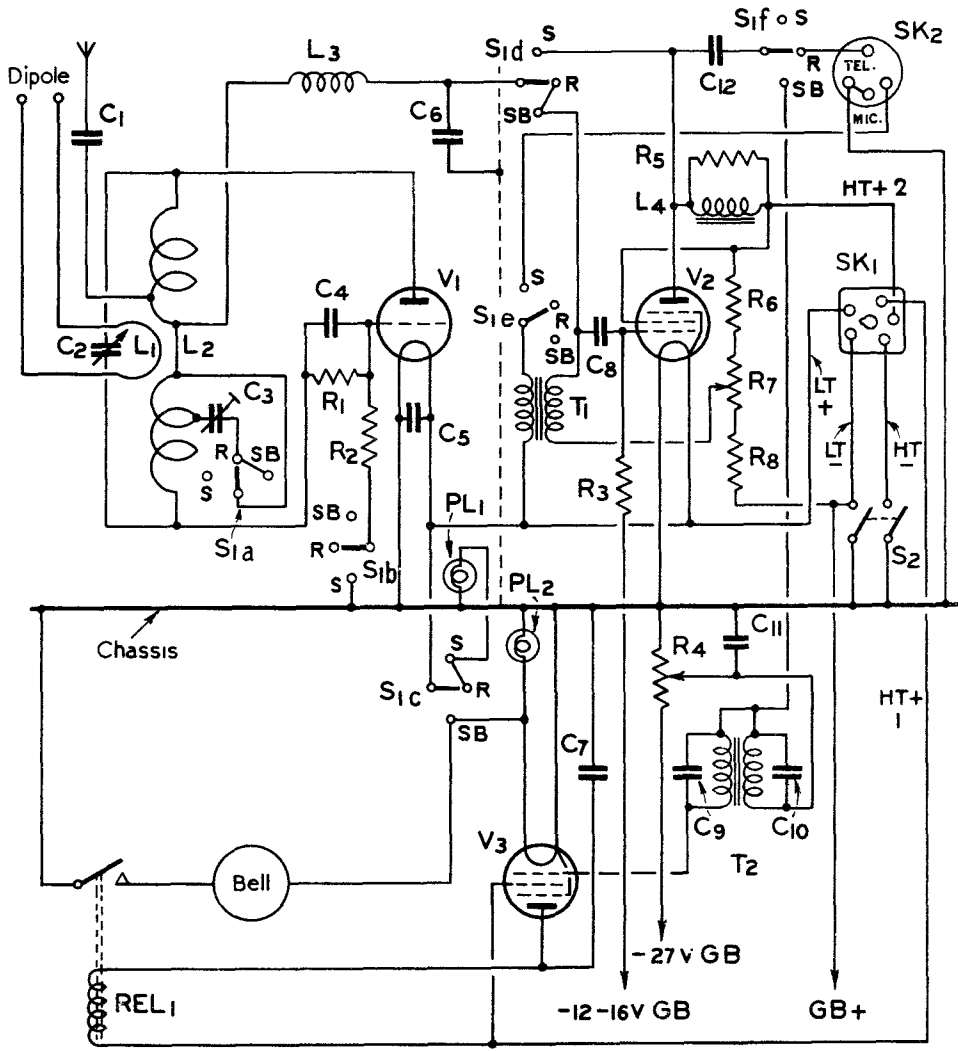 S1f S
SK2
Dipole
C1
L3
S1d S
R
SB
C6
C12
R
SB
TEL.
MIC.
R5
L4
HT+ 2
C2
L1
L2
C4
V1
S
S1e
R
SB
C8
V2
R6
SK1
C3
R1
R2
C5
T1
R7
LT
+
R SB
S
S1a
R3
R8
LT
-
HT
-
SB
R S1b
S
PL1
PL2
S2
Chassis
S
S1c R
SB
C7
R4
C11
HT+
1
C9 C10
T2
V3
Bell
-27V GB
REL1
-12-16V GB
GB+